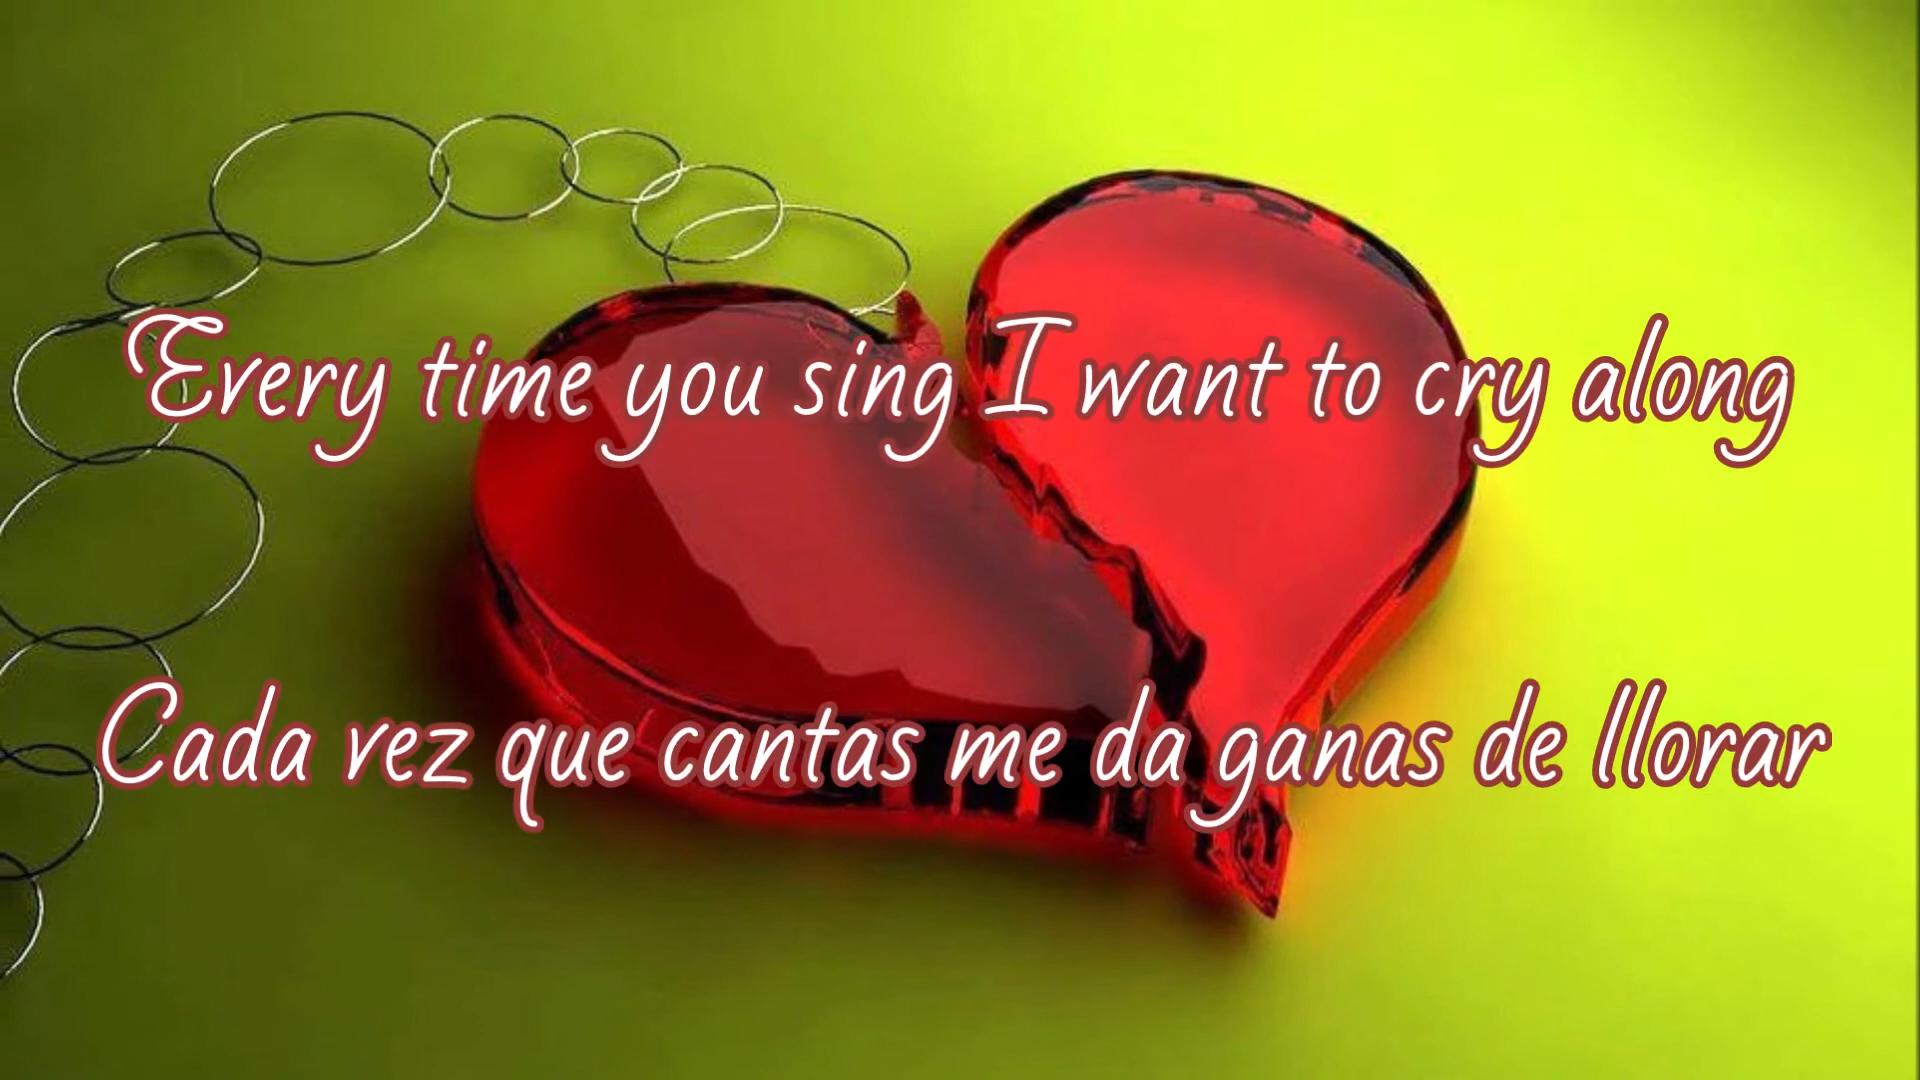 Every time you sing I want to cry along
Cada vez que cantas me da ganas de llorar